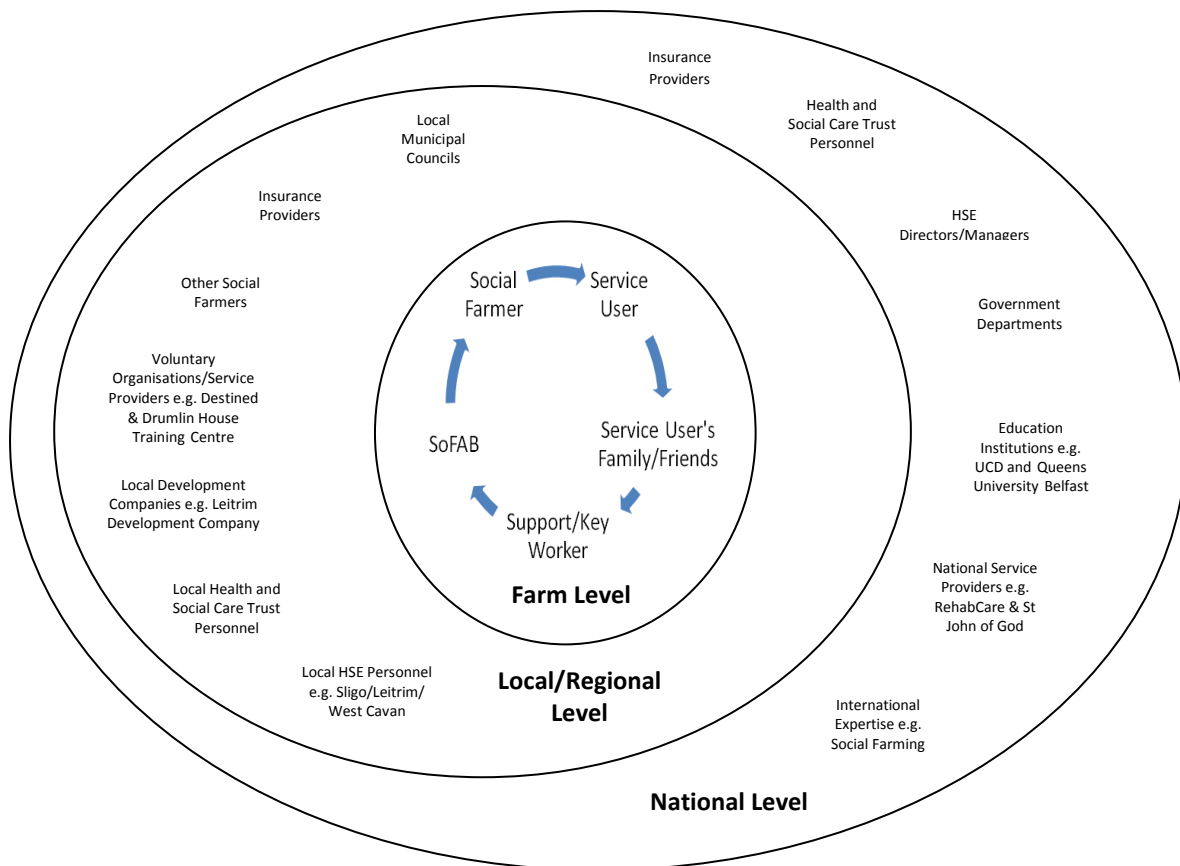 Insurance
Providers
Health and
Social Care Trust
Personnel
HSE
Directors/Managers
Government
Departments
Education
Institutions e.g.
UCD and Queens
University Belfast
National Service
Providers e.g.
RehabCare & St
John of God
International
Expertise e.g.
Social Farming
National Level
Local
Municipal
Councils
Insurance
Providers
Other Social
Farmers
Voluntary
Organisations/Service
Providers e.g. Destined
& Drumlin House
Training Centre
Local Development
Companies e.g. Leitrim
Development Company
Local Health and
Social Care Trust
Personnel
Local HSE Personnel
e.g. Sligo/Leitrim/
West Cavan
Local/Regional
Level
Social
Farmer
Service
User
Service User's
Family/Friends
Support/Key
Worker
SoFAB
Farm Level